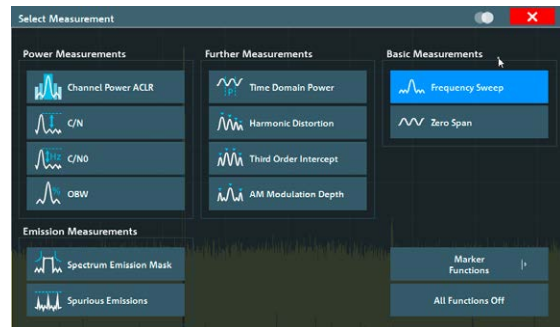 Select Measurement
Power Measurements
Channel Power ACLR
C/N
C/N0
OBW
Emission Measurements
Spectrum Emission Mask
Spurious Emissions
Further Measurements
Time Domain Power
Harmonic Distortion
Third Order Intercept
AM Modulation Depth
Basic Measurements
Frequency Sweep
Zero Span
Marker
Functions
All Functions Off